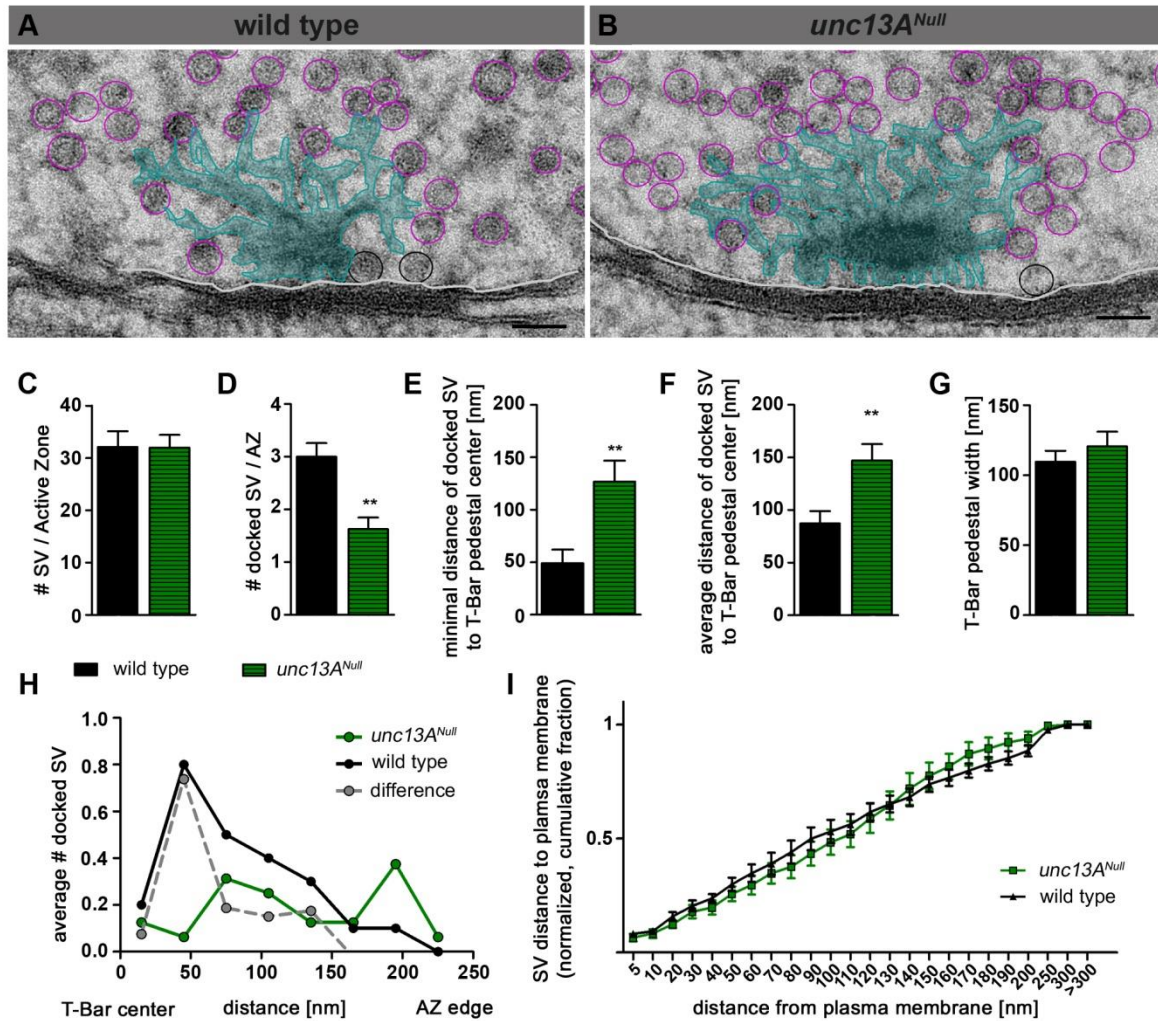 A wild type
B unc13A^Null
C
# SV / Active Zone
40
30
20
10
0
D
# docked SV / AZ
4
3
2
1
0
**
E
minimal distance of docked SV
to T-Bar pedestal center [nm]
200
150
100
50
0
**
F
average distance of docked SV
to T-Bar pedestal center [nm]
200
150
100
50
0
**
G
T-Bar pedestal width [nm]
150
100
50
0
wild type
unc13A^Null
H
average # docked SV
1.0
0.8
0.6
0.4
0.2
0.0
unc13A^Null
wild type
difference
0 50 100 150 200 250
T-Bar center distance [nm] AZ edge
I
SV distance to plamsa membrane
(normalized, cumulative fraction)
1
0.5
unc13A^Null
wild type
5 10 20 30 40 50 60 70 80 90 100 110 120 130 140 150 160 170 180 190 200 250 300 >300
distance from plasma membrane [nm]